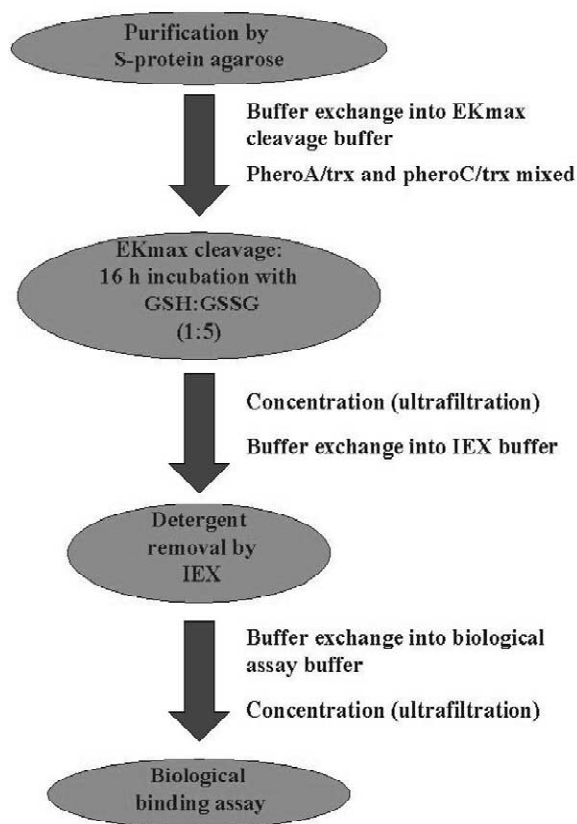 Purification by
S-protein agarose
Buffer exchange into EKmax
cleavage buffer
PheroA/trx and pheroC/trx mixed
EKmax cleavage:
16 h incubation with
GSH:GSSG
(1:5)
Concentration (ultrafiltration)
Buffer exchange into IEX buffer
Detergent
removal by
IEX
Buffer exchange into biological
assay buffer
Concentration (ultrafiltration)
Biological
binding assay